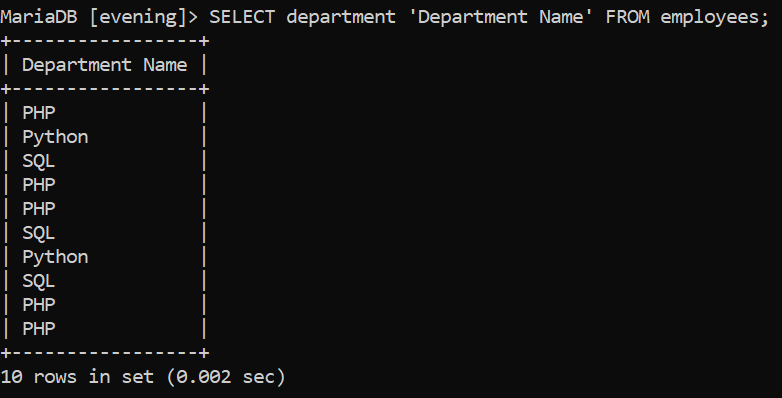 MariaDB [evening]> SELECT department 'Department Name' FROM employees;
+-----------------+
| Department Name |
+-----------------+
| PHP             |
| Python          |
| SQL             |
| PHP             |
| PHP             |
| SQL             |
| Python          |
| SQL             |
| PHP             |
| PHP             |
+-----------------+
10 rows in set (0.002 sec)